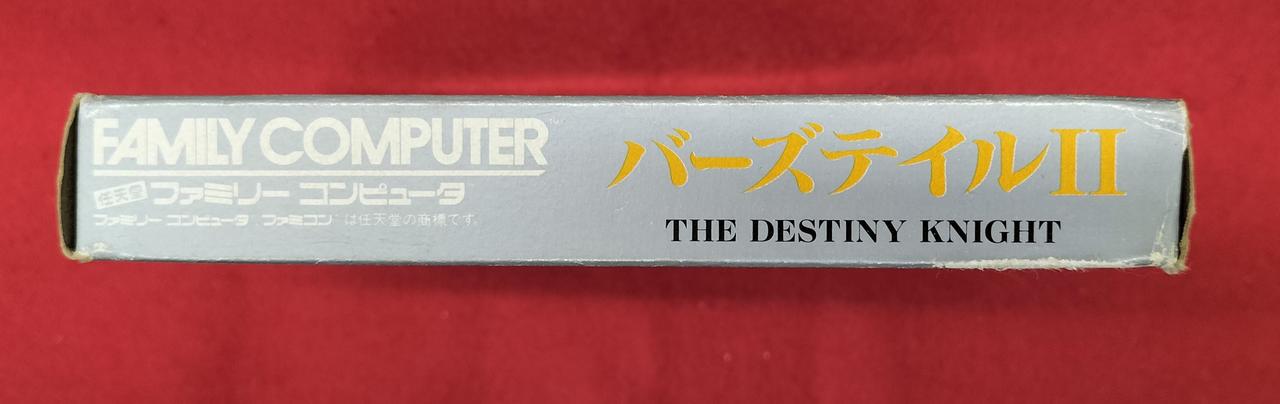 FAMILY COMPUTER™
任天堂 ファミリー コンピュータ
ファミリー コンピュータ・ファミコン は任天堂の商標です。
バーズテイルII
THE DESTINY KNIGHT